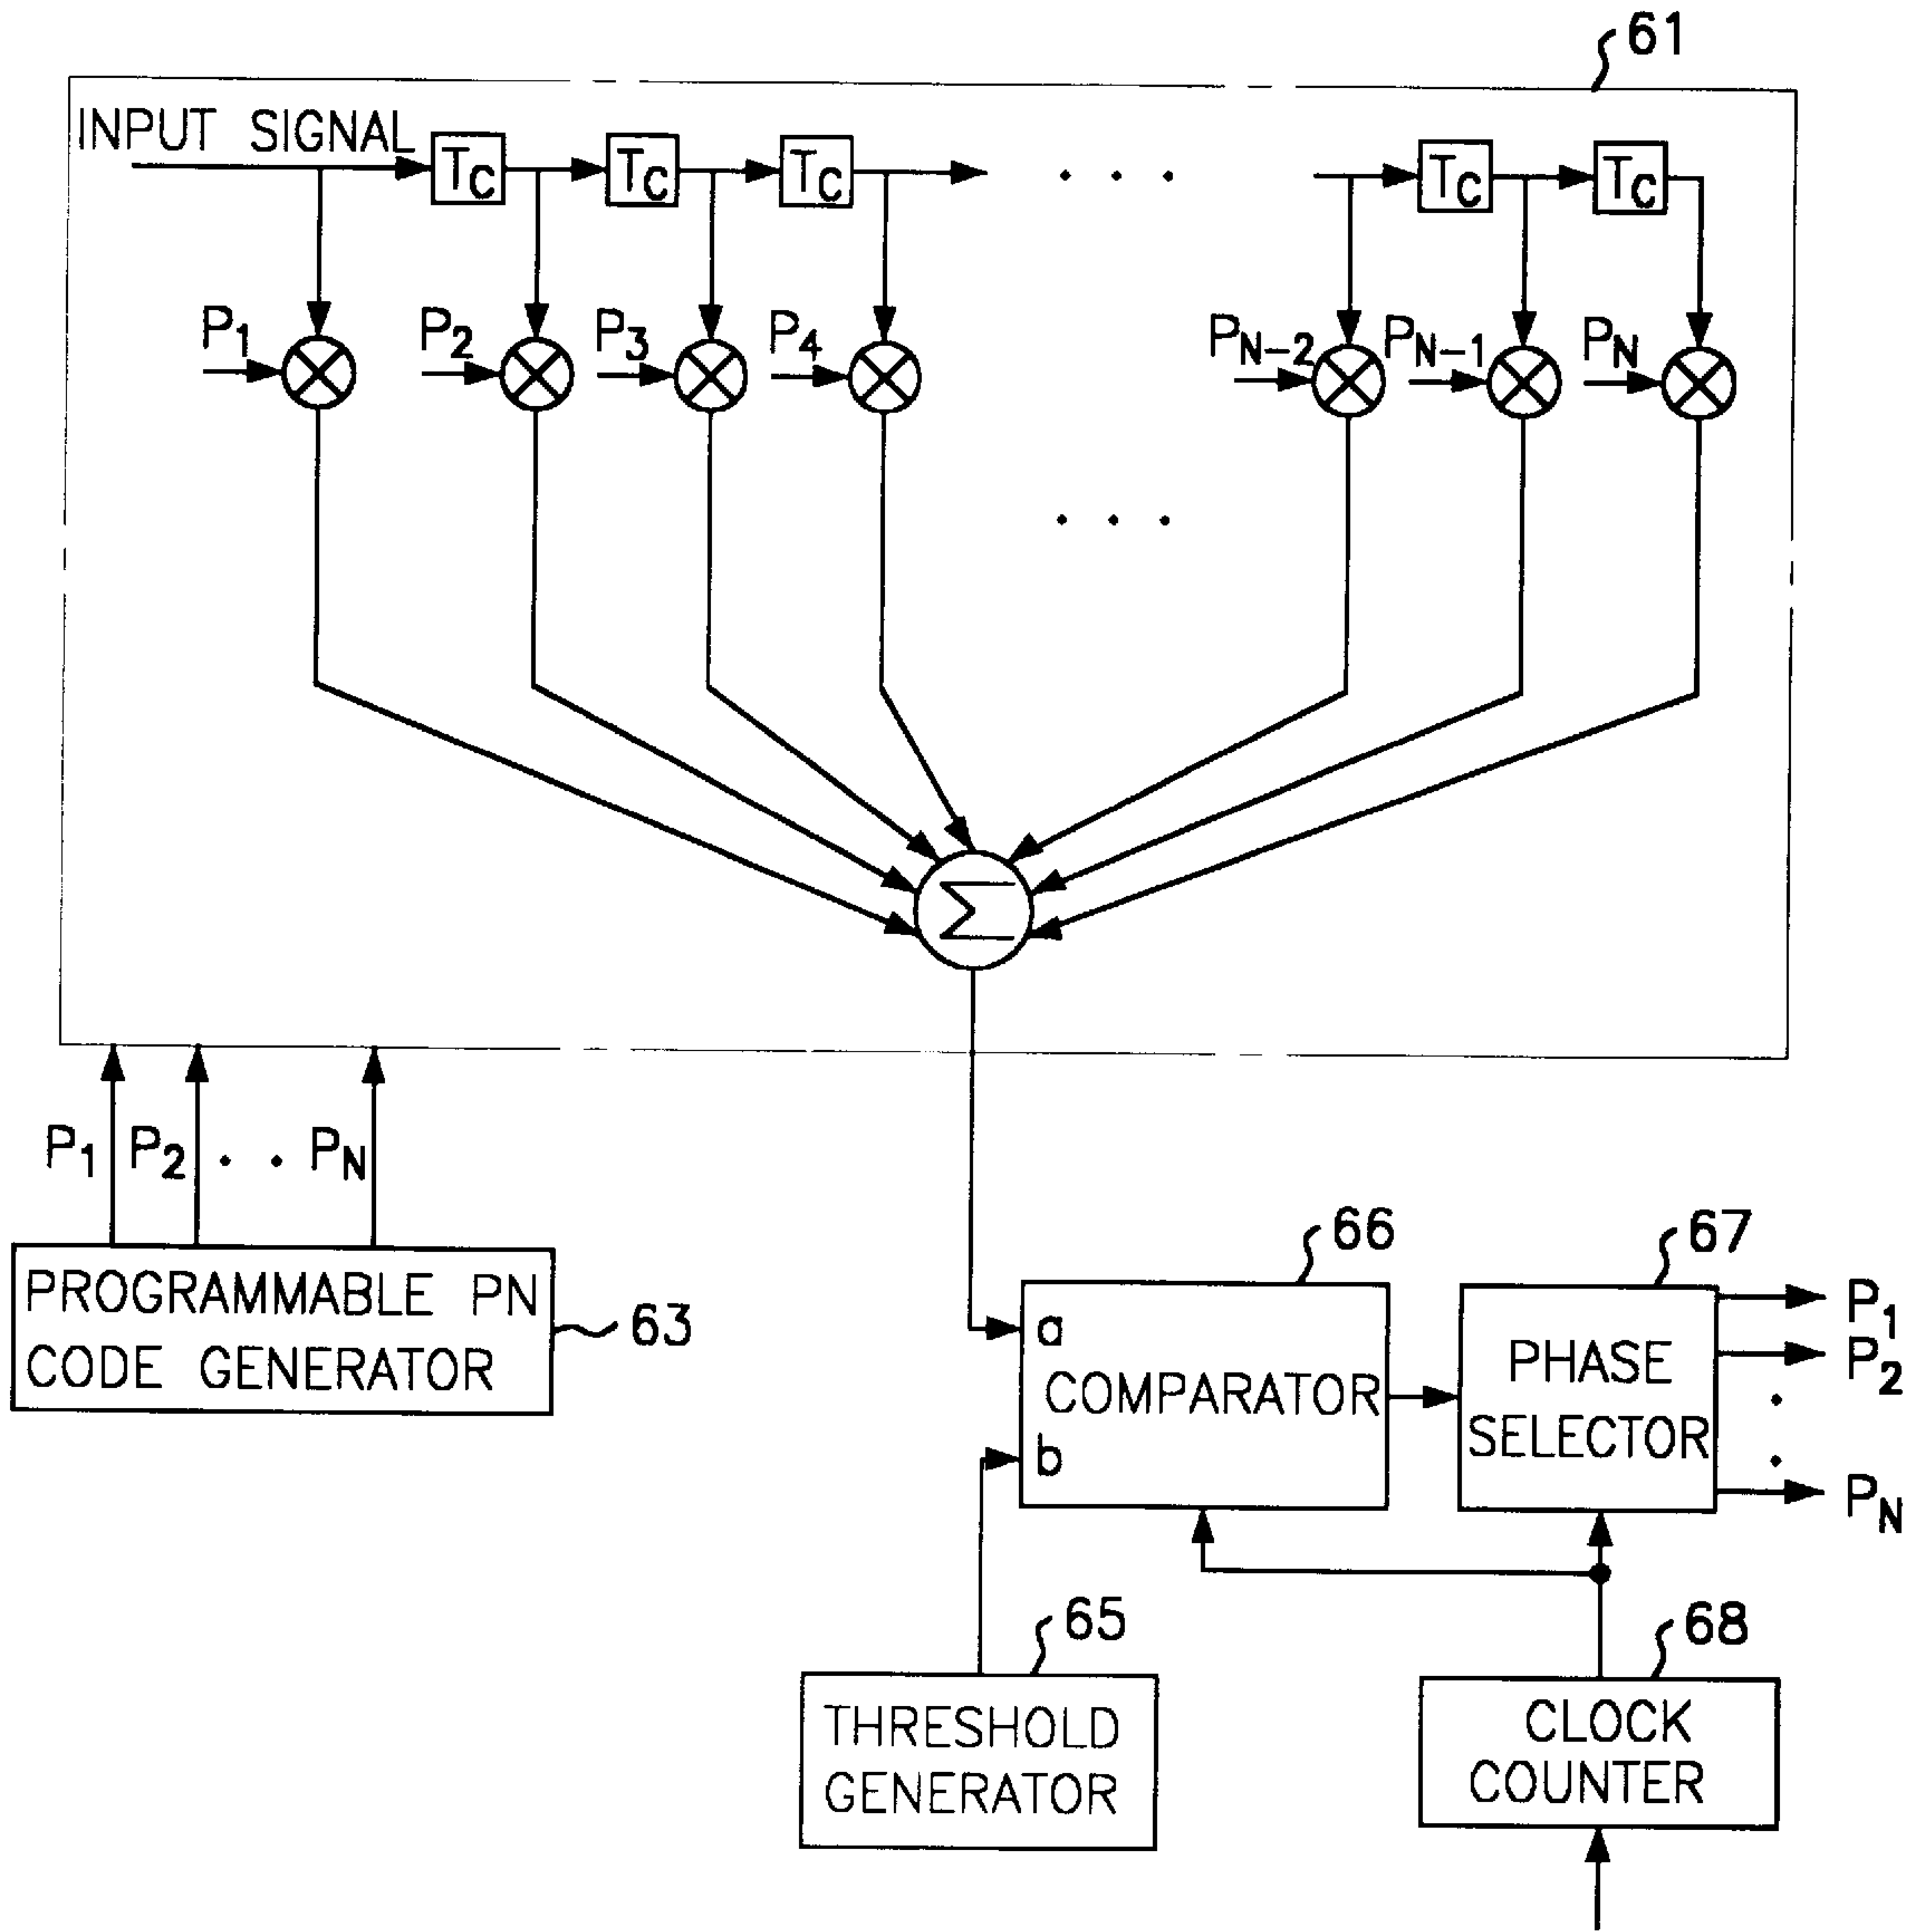 61
INPUT SIGNAL
TC TC TC . . . TC TC
P1 P2 P3 P4 PN-2 PN-1 PN
. . .
Σ
P1 P2 . . PN
PROGRAMMABLE PN
CODE GENERATOR
63
66
a
COMPARATOR
b
67
PHASE
SELECTOR
P1
P2
.
.
PN
65
THRESHOLD
GENERATOR
68
CLOCK
COUNTER